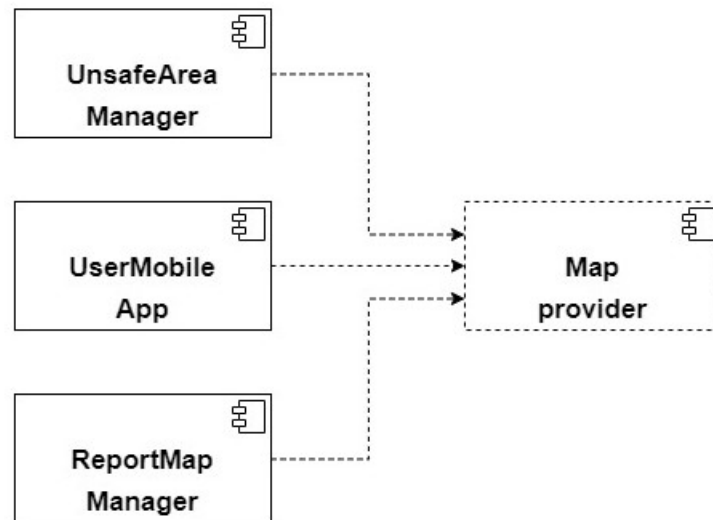 UnsafeArea
Manager
UserMobile
App
Map
provider
ReportMap
Manager